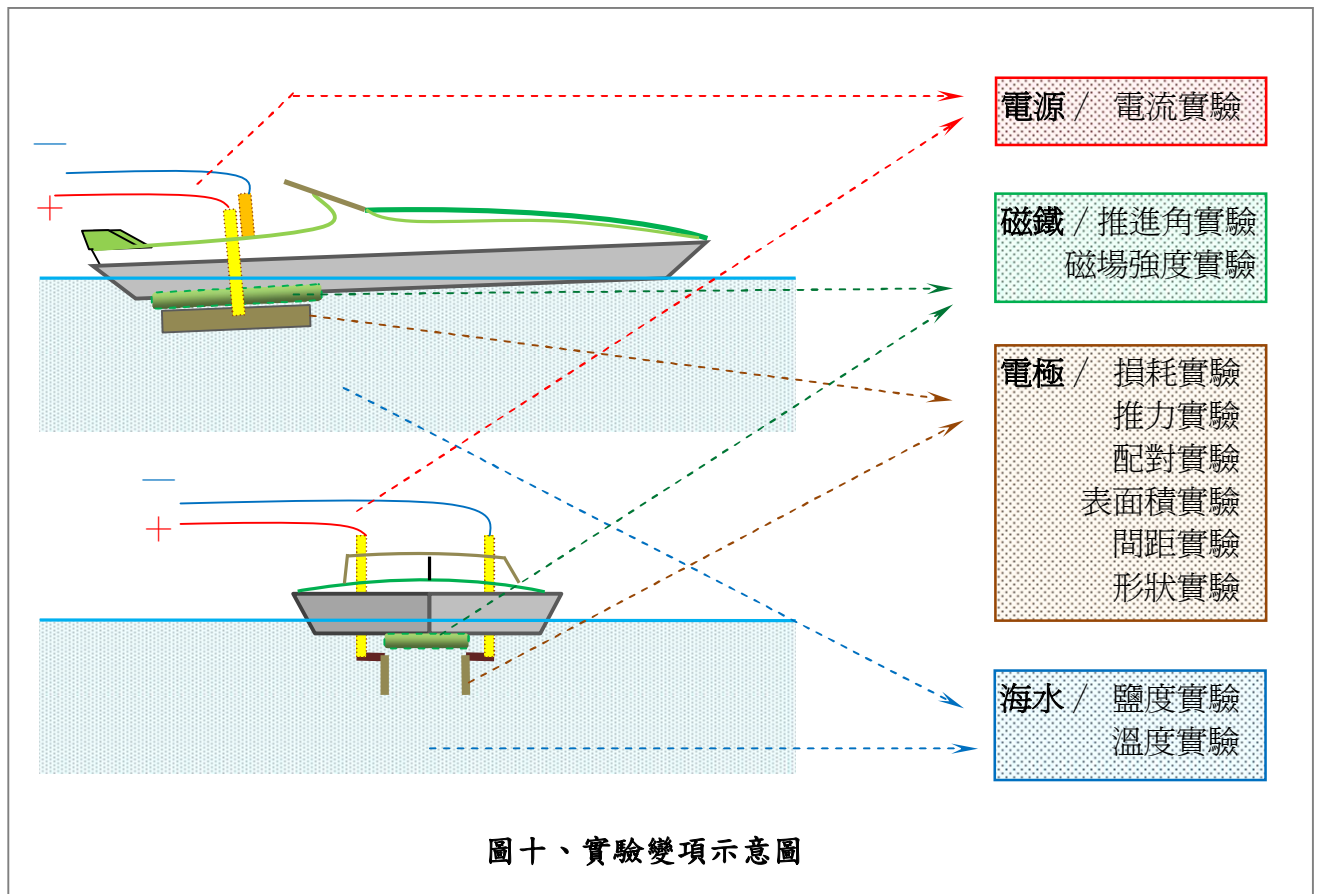 電源 / 電流實驗
磁鐵 / 推進角實驗
磁場強度實驗
電極 / 損耗實驗
推力實驗
配對實驗
表面積實驗
間距實驗
形狀實驗
海水 / 鹽度實驗
溫度實驗
—
+
—
+
圖十、實驗變項示意圖